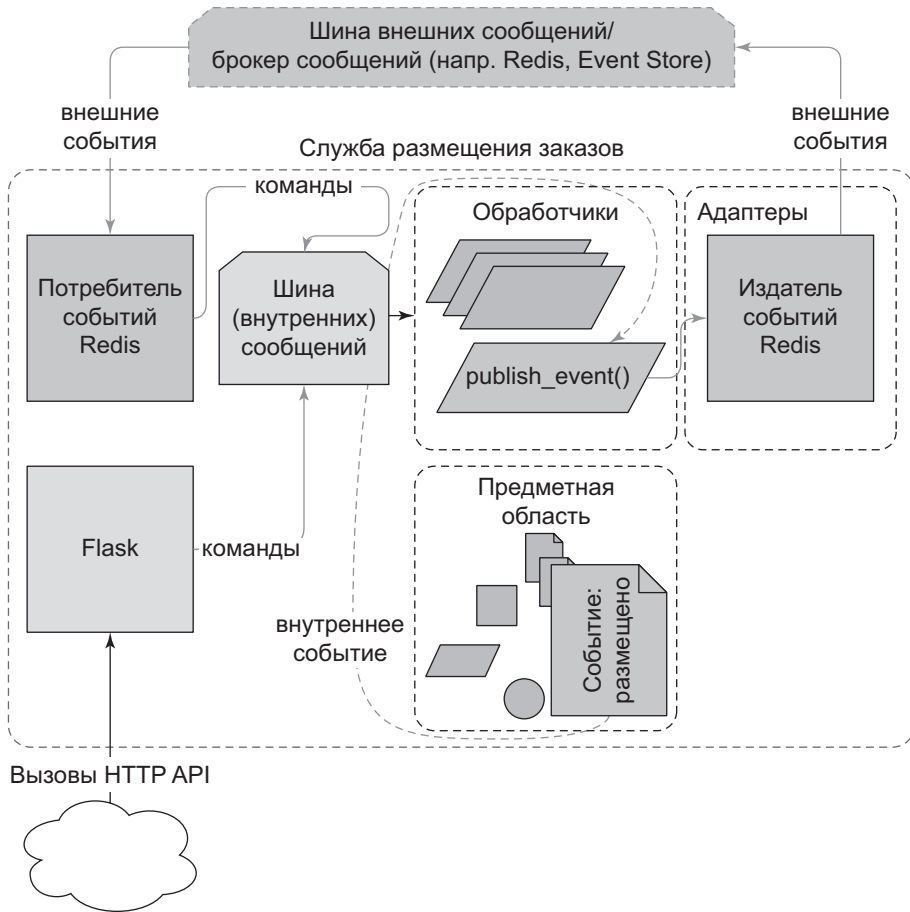 Шина внешних сообщений/
брокер сообщений (напр. Redis, Event Store)
внешние
события
внешние
события
Служба размещения заказов
команды
Обработчики
Адаптеры
Потребитель
событий
Redis
Шина
(внутренних)
сообщений
Издатель
событий
Redis
publish_event()
Предметная
область
Flask
команды
Событие:
размещено
внутреннее
событие
Вызовы HTTP API